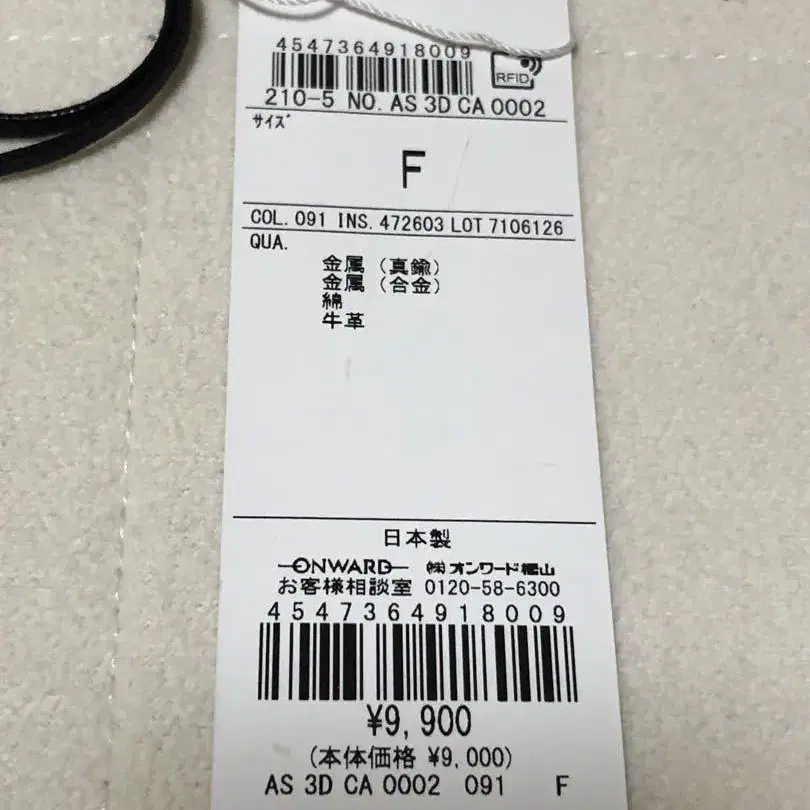 4547364918009
RFID
210-5 NO. AS 3D CA 0002
ｻｲｽﾞ
F
COL. 091 INS. 472603 LOT 7106126
QUA.
金属（真鍮）
金属（合金）
綿
牛革
日本製
ONWARD ㈱オンワード樫山
お客様相談室 0120-58-6300
4547364918009
¥9,900
(本体価格 ¥9,000)
AS 3D CA 0002 091 F